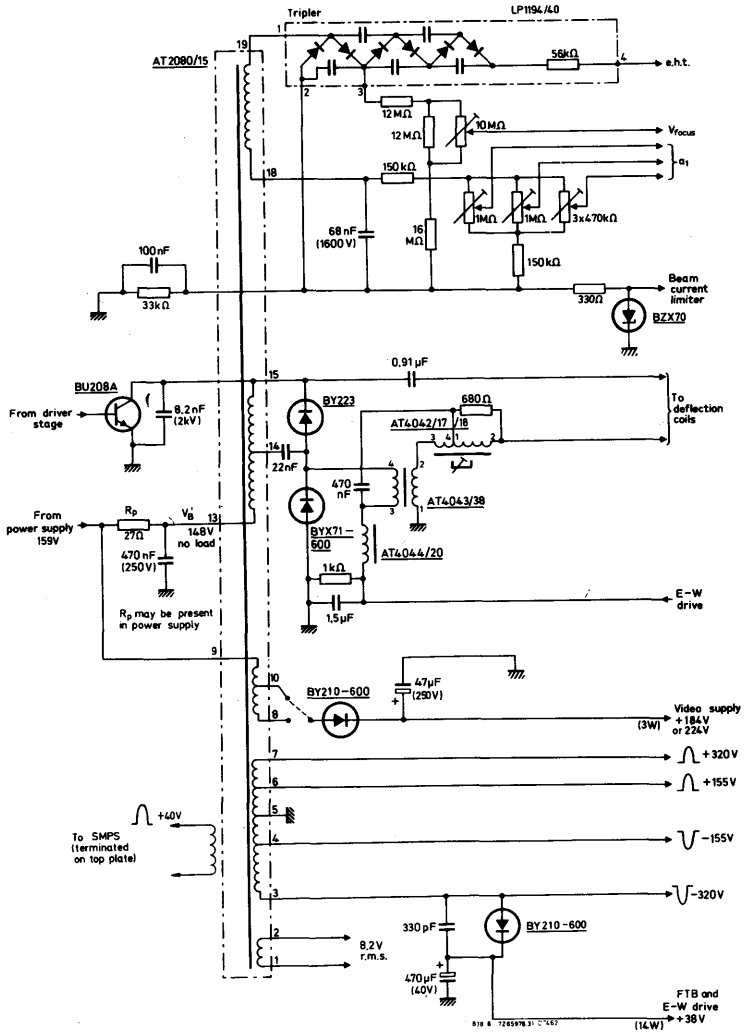 Tripler
LP1194/40
19
1
AT2080/15
56kΩ
4
e.h.t.
2
3
12MΩ
12MΩ
10MΩ
Vfocus
a1
18
150kΩ
1MΩ
1MΩ
3x470kΩ
68nF
(1600V)
16
MΩ
150kΩ
100nF
33kΩ
330Ω
Beam
current
limiter
BZX70
15
0,91µF
BU208A
BY223
680Ω
To
deflection
coils
From driver
stage
8,2nF
(2kV)
AT4042/17 /18
3 4 1 2
14
22nF
470
nF
4
2
3
1
AT4043/38
From
power supply
159V
Rp
27Ω
V'B
13
148V
no load
470nF
(250V)
BYX71-
600
AT4044/20
1kΩ
1,5µF
E-W
drive
Rp may be present
in power supply
9
10
8
BY210-600
47µF
(250V)
+
Video supply
+184V
or 224V
(3W)
7
+320V
6
+155V
5
+40V
To SMPS
(terminated
on top plate)
4
-155V
3
-320V
330pF
BY210-600
2
8,2V
r.m.s.
1
+
470µF
(40V)
FTB and
E-W drive
+38V
(14W)